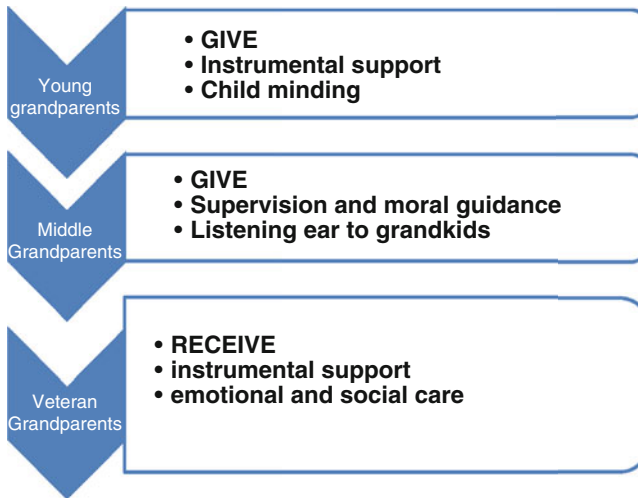 Young
grandparents
• GIVE
• Instrumental support
• Child minding
Middle
Grandparents
• GIVE
• Supervision and moral guidance
• Listening ear to grandkids
Veteran
Grandparents
• RECEIVE
• instrumental support
• emotional and social care